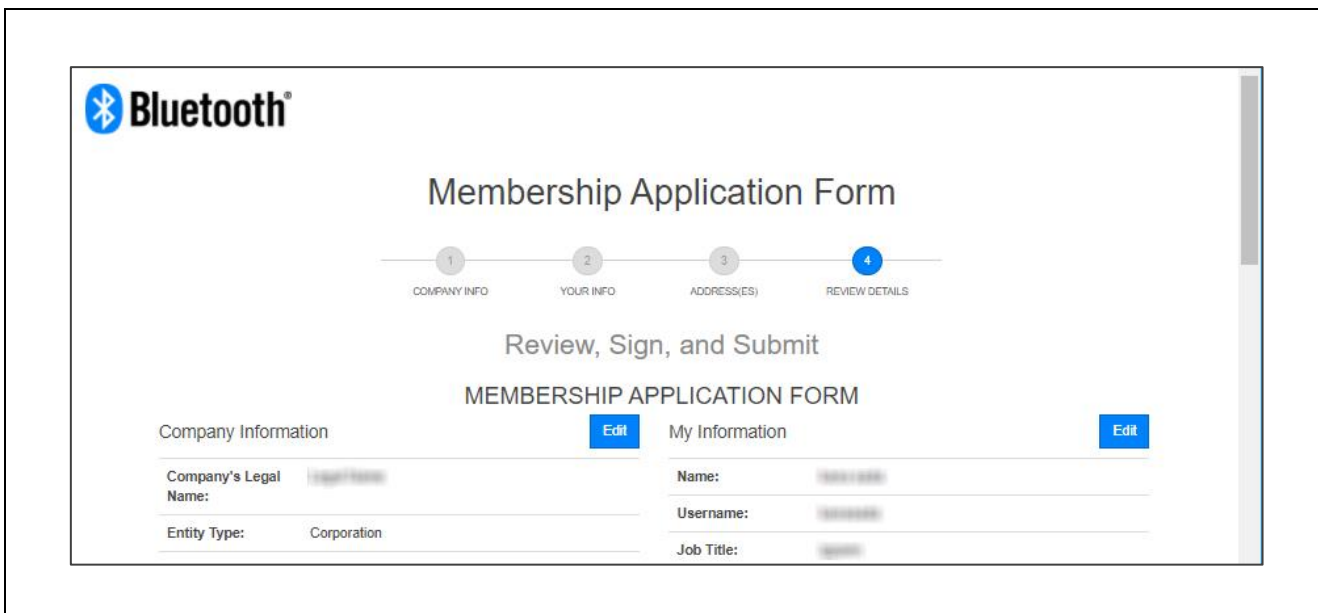 Bluetooth®
Membership Application Form
1 2 3 4
COMPANY INFO YOUR INFO ADDRESS(ES) REVIEW DETAILS
Review, Sign, and Submit
MEMBERSHIP APPLICATION FORM
Company Information Edit My Information Edit
Company's Legal
Name:
Name:
Username:
Entity Type: Corporation
Job Title: